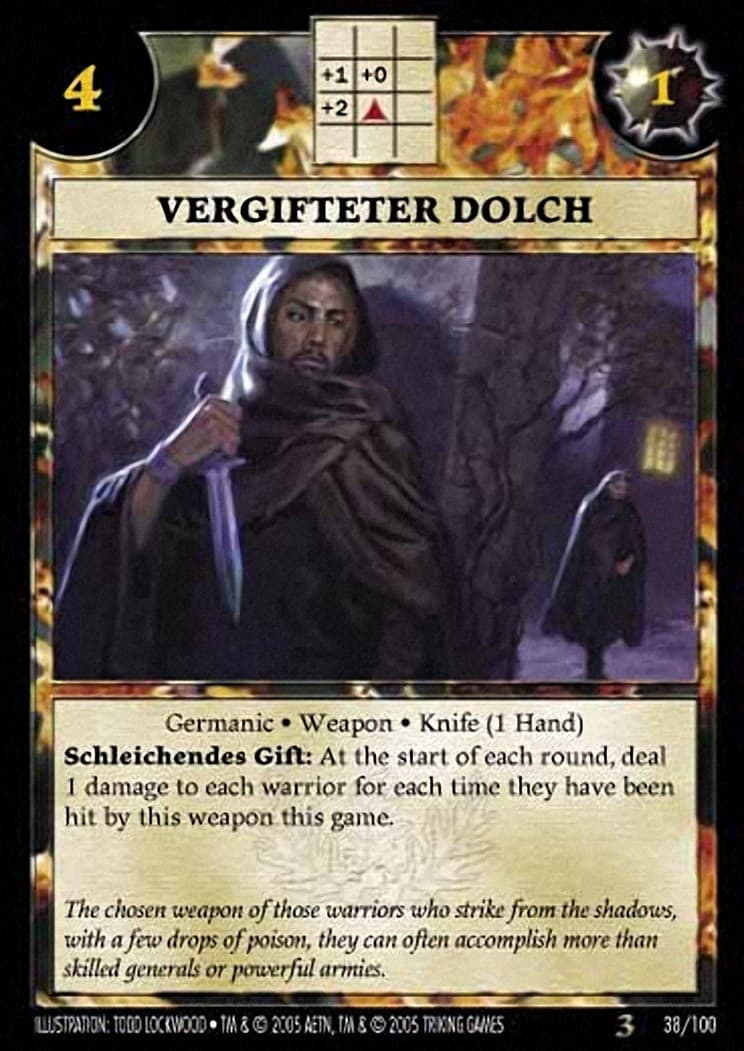 4
+1 +0
+2
1
VERGIFTETER DOLCH
Germanic • Weapon • Knife (1 Hand)
Schleichendes Gift: At the start of each round, deal
1 damage to each warrior for each time they have been
hit by this weapon this game.
The chosen weapon of those warriors who strike from the shadows,
with a few drops of poison, they can often accomplish more than
skilled generals or powerful armies.
ILLUSTRATION: TODD LOCKWOOD • TM & © 2005 AETN, TM & © 2005 TRIKING GAMES 3 38/100